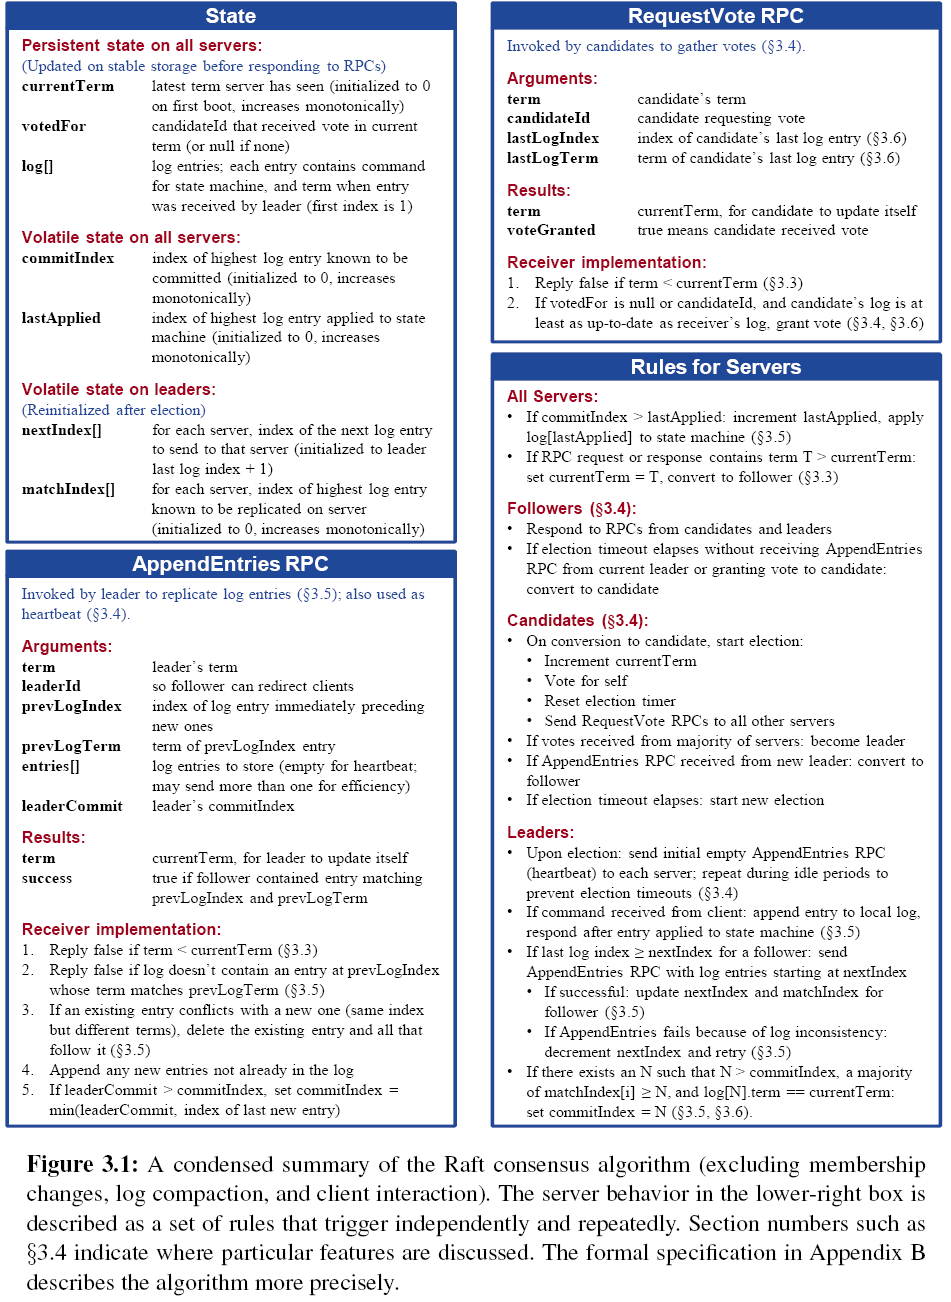 State
Persistent state on all servers:
(Updated on stable storage before responding to RPCs)
currentTerm latest term server has seen (initialized to 0
on first boot, increases monotonically)
votedFor candidateId that received vote in current
term (or null if none)
log[] log entries; each entry contains command
for state machine, and term when entry
was received by leader (first index is 1)
Volatile state on all servers:
commitIndex index of highest log entry known to be
committed (initialized to 0, increases
monotonically)
lastApplied index of highest log entry applied to state
machine (initialized to 0, increases
monotonically)
Volatile state on leaders:
(Reinitialized after election)
nextIndex[] for each server, index of the next log entry
to send to that server (initialized to leader
last log index + 1)
matchIndex[] for each server, index of highest log entry
known to be replicated on server
(initialized to 0, increases monotonically)
AppendEntries RPC
Invoked by leader to replicate log entries (§3.5); also used as
heartbeat (§3.4).
Arguments:
term leader's term
leaderId so follower can redirect clients
prevLogIndex index of log entry immediately preceding
new ones
prevLogTerm term of prevLogIndex entry
entries[] log entries to store (empty for heartbeat;
may send more than one for efficiency)
leaderCommit leader's commitIndex
Results:
term currentTerm, for leader to update itself
success true if follower contained entry matching
prevLogIndex and prevLogTerm
Receiver implementation:
1. Reply false if term < currentTerm (§3.3)
2. Reply false if log doesn't contain an entry at prevLogIndex
whose term matches prevLogTerm (§3.5)
3. If an existing entry conflicts with a new one (same index
but different terms), delete the existing entry and all that
follow it (§3.5)
4. Append any new entries not already in the log
5. If leaderCommit > commitIndex, set commitIndex =
min(leaderCommit, index of last new entry)
RequestVote RPC
Invoked by candidates to gather votes (§3.4).
Arguments:
term candidate's term
candidateId candidate requesting vote
lastLogIndex index of candidate's last log entry (§3.6)
lastLogTerm term of candidate's last log entry (§3.6)
Results:
term currentTerm, for candidate to update itself
voteGranted true means candidate received vote
Receiver implementation:
1. Reply false if term < currentTerm (§3.3)
2. If votedFor is null or candidateId, and candidate's log is at
least as up-to-date as receiver's log, grant vote (§3.4, §3.6)
Rules for Servers
All Servers:
• If commitIndex > lastApplied: increment lastApplied, apply
log[lastApplied] to state machine (§3.5)
• If RPC request or response contains term T > currentTerm:
set currentTerm = T, convert to follower (§3.3)
Followers (§3.4):
• Respond to RPCs from candidates and leaders
• If election timeout elapses without receiving AppendEntries
RPC from current leader or granting vote to candidate:
convert to candidate
Candidates (§3.4):
• On conversion to candidate, start election:
• Increment currentTerm
• Vote for self
• Reset election timer
• Send RequestVote RPCs to all other servers
• If votes received from majority of servers: become leader
• If AppendEntries RPC received from new leader: convert to
follower
• If election timeout elapses: start new election
Leaders:
• Upon election: send initial empty AppendEntries RPC
(heartbeat) to each server; repeat during idle periods to
prevent election timeouts (§3.4)
• If command received from client: append entry to local log,
respond after entry applied to state machine (§3.5)
• If last log index ≥ nextIndex for a follower: send
AppendEntries RPC with log entries starting at nextIndex
• If successful: update nextIndex and matchIndex for
follower (§3.5)
• If AppendEntries fails because of log inconsistency:
decrement nextIndex and retry (§3.5)
• If there exists an N such that N > commitIndex, a majority
of matchIndex[i] ≥ N, and log[N].term == currentTerm:
set commitIndex = N (§3.5, §3.6).
Figure 3.1: A condensed summary of the Raft consensus algorithm (excluding membership
changes, log compaction, and client interaction). The server behavior in the lower-right box is
described as a set of rules that trigger independently and repeatedly. Section numbers such as
§3.4 indicate where particular features are discussed. The formal specification in Appendix B
describes the algorithm more precisely.